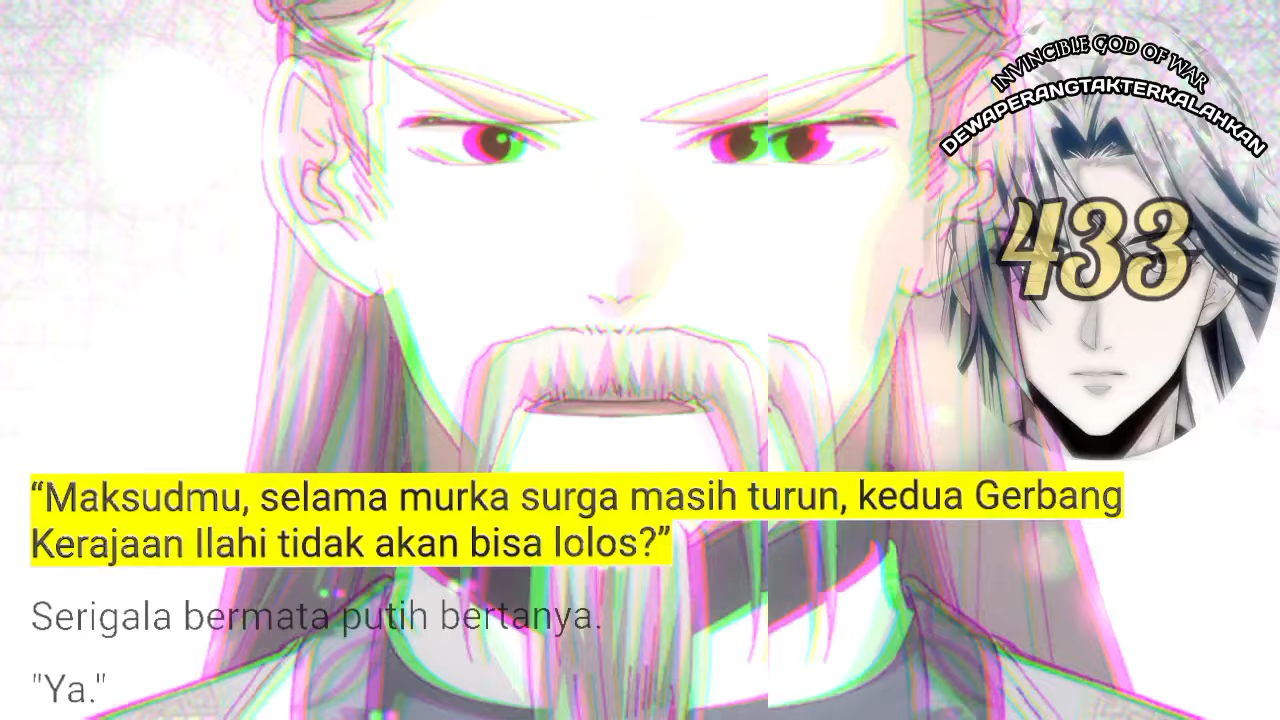 INVINCIBLE GOD OF WAR
DEWAPERANGTAKTERKALAHKAN
433
“Maksudmu, selama murka surga masih turun, kedua Gerbang
Kerajaan Ilahi tidak akan bisa lolos?”
Serigala bermata putih bertanya.
"Ya."